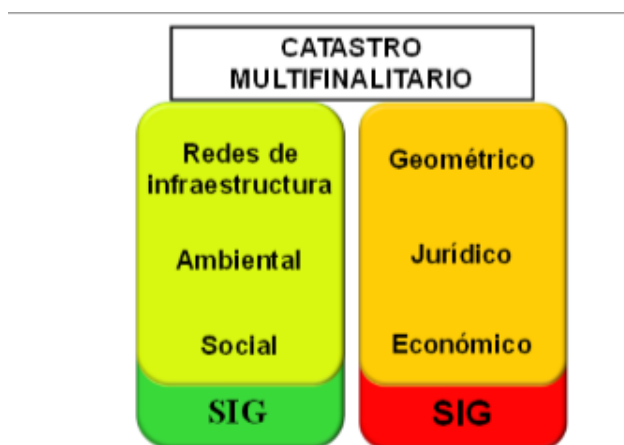 CATASTRO
MULTIFINALITARIO
Redes de
infraestructura
Ambiental
Social
SIG
Geométrico
Jurídico
Económico
SIG